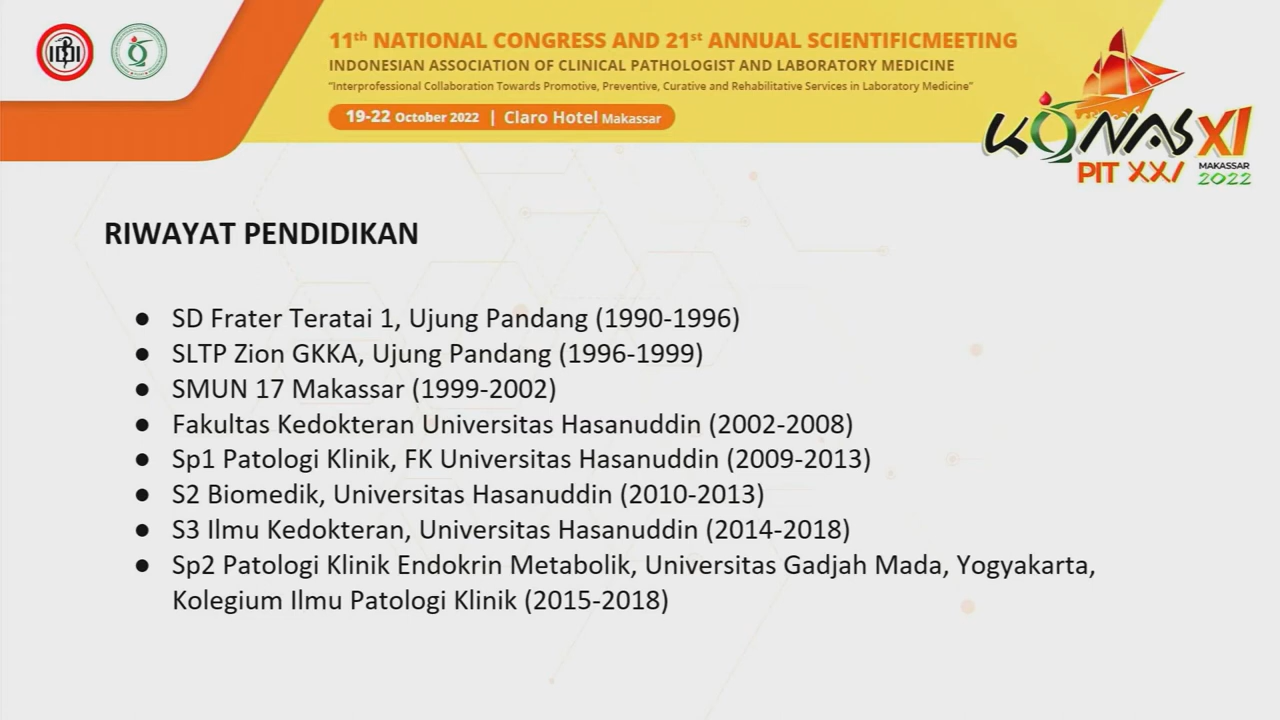 11th NATIONAL CONGRESS AND 21st ANNUAL SCIENTIFICMEETING
INDONESIAN ASSOCIATION OF CLINICAL PATHOLOGIST AND LABORATORY MEDICINE
"Interprofessional Collaboration Towards Promotive, Preventive, Curative and Rehabilitative Services in Laboratory Medicine"
19-22 October 2022 | Claro Hotel Makassar
KONAS XI
PIT XXI MAKASSAR 2022
RIWAYAT PENDIDIKAN
● SD Frater Teratai 1, Ujung Pandang (1990-1996)
● SLTP Zion GKKA, Ujung Pandang (1996-1999)
● SMUN 17 Makassar (1999-2002)
● Fakultas Kedokteran Universitas Hasanuddin (2002-2008)
● Sp1 Patologi Klinik, FK Universitas Hasanuddin (2009-2013)
● S2 Biomedik, Universitas Hasanuddin (2010-2013)
● S3 Ilmu Kedokteran, Universitas Hasanuddin (2014-2018)
● Sp2 Patologi Klinik Endokrin Metabolik, Universitas Gadjah Mada, Yogyakarta,
Kolegium Ilmu Patologi Klinik (2015-2018)